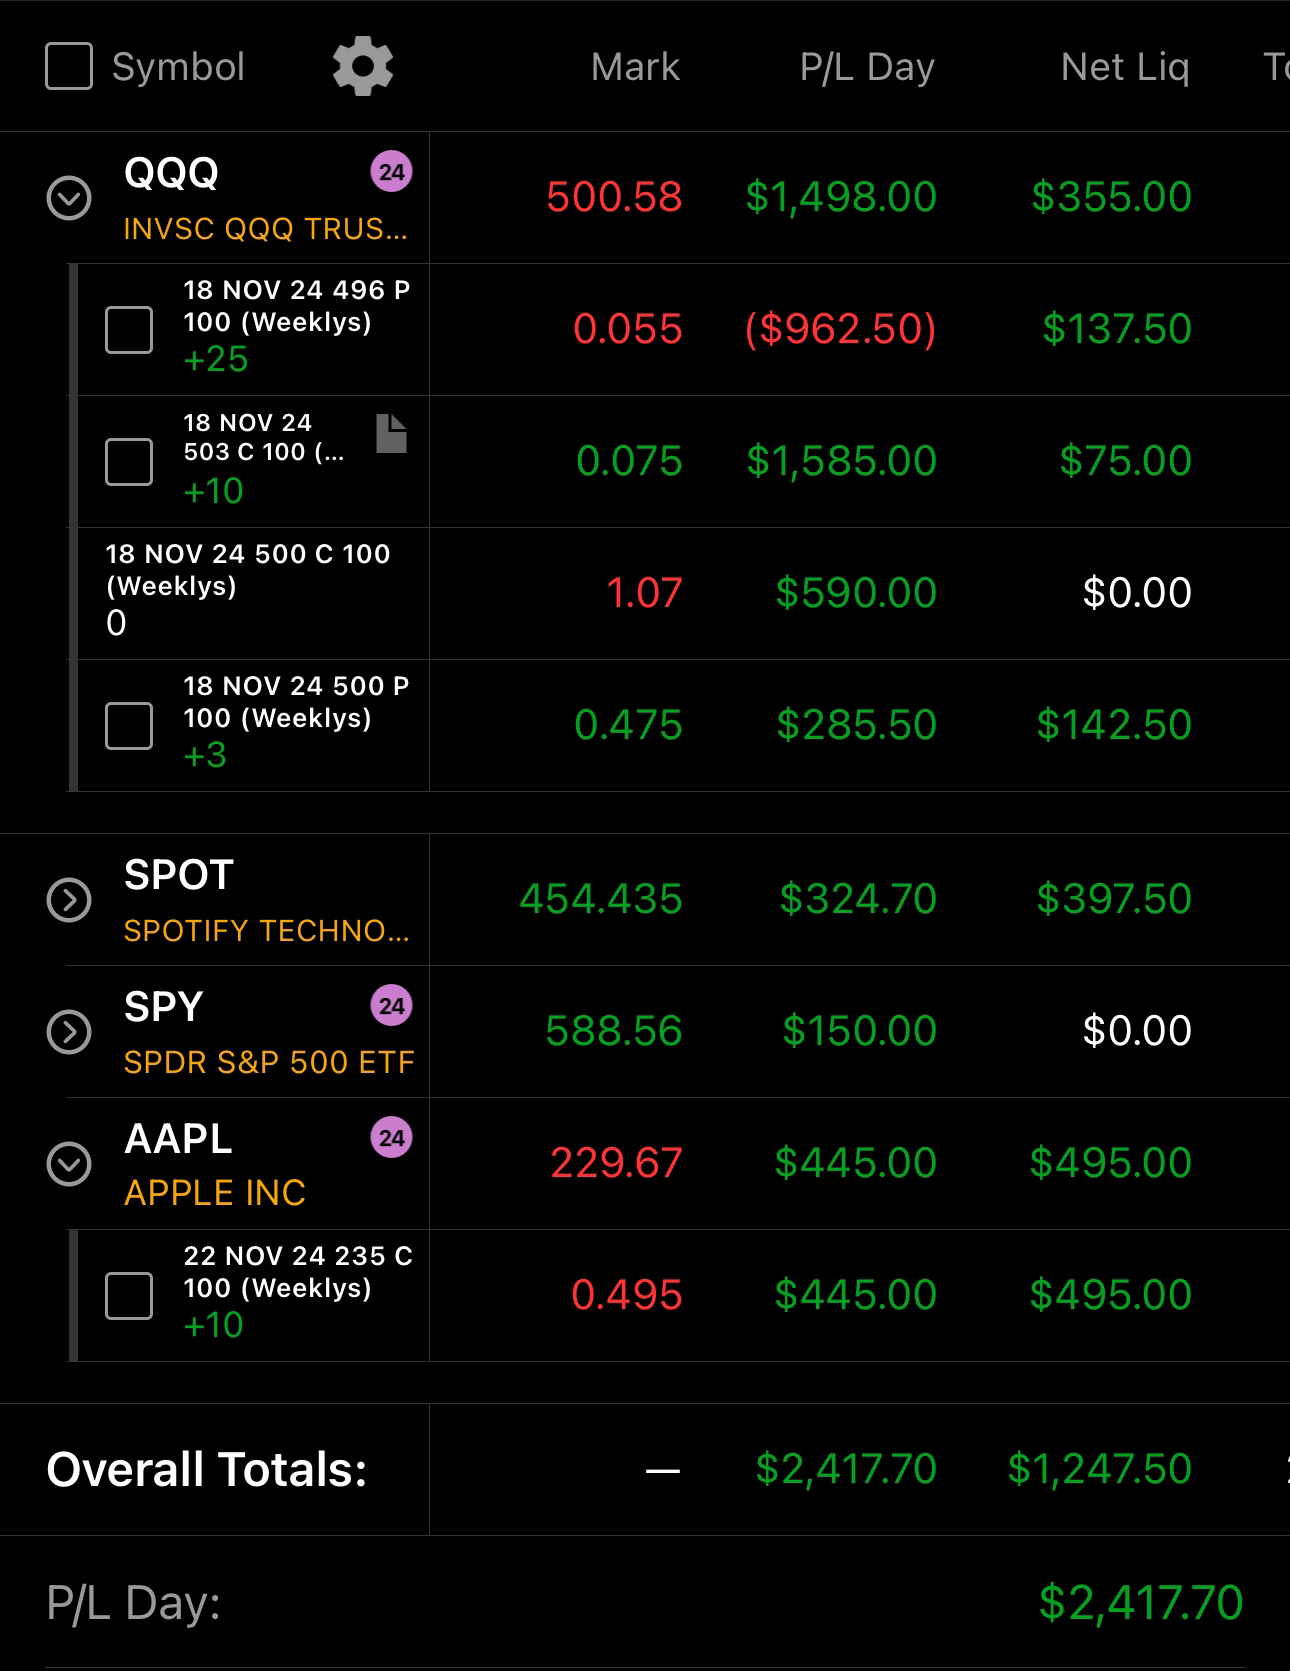 Symbol Mark P/L Day Net Liq To
QQQ 24 500.58 $1,498.00 $355.00
INVSC QQQ TRUS...
18 NOV 24 496 P
100 (Weeklys) 0.055 ($962.50) $137.50
+25
18 NOV 24
503 C 100 (... 0.075 $1,585.00 $75.00
+10
18 NOV 24 500 C 100
(Weeklys) 1.07 $590.00 $0.00
0
18 NOV 24 500 P
100 (Weeklys) 0.475 $285.50 $142.50
+3
SPOT 454.435 $324.70 $397.50
SPOTIFY TECHNO...
SPY 24 588.56 $150.00 $0.00
SPDR S&P 500 ETF
AAPL 24 229.67 $445.00 $495.00
APPLE INC
22 NOV 24 235 C
100 (Weeklys) 0.495 $445.00 $495.00
+10
Overall Totals: — $2,417.70 $1,247.50
P/L Day: $2,417.70